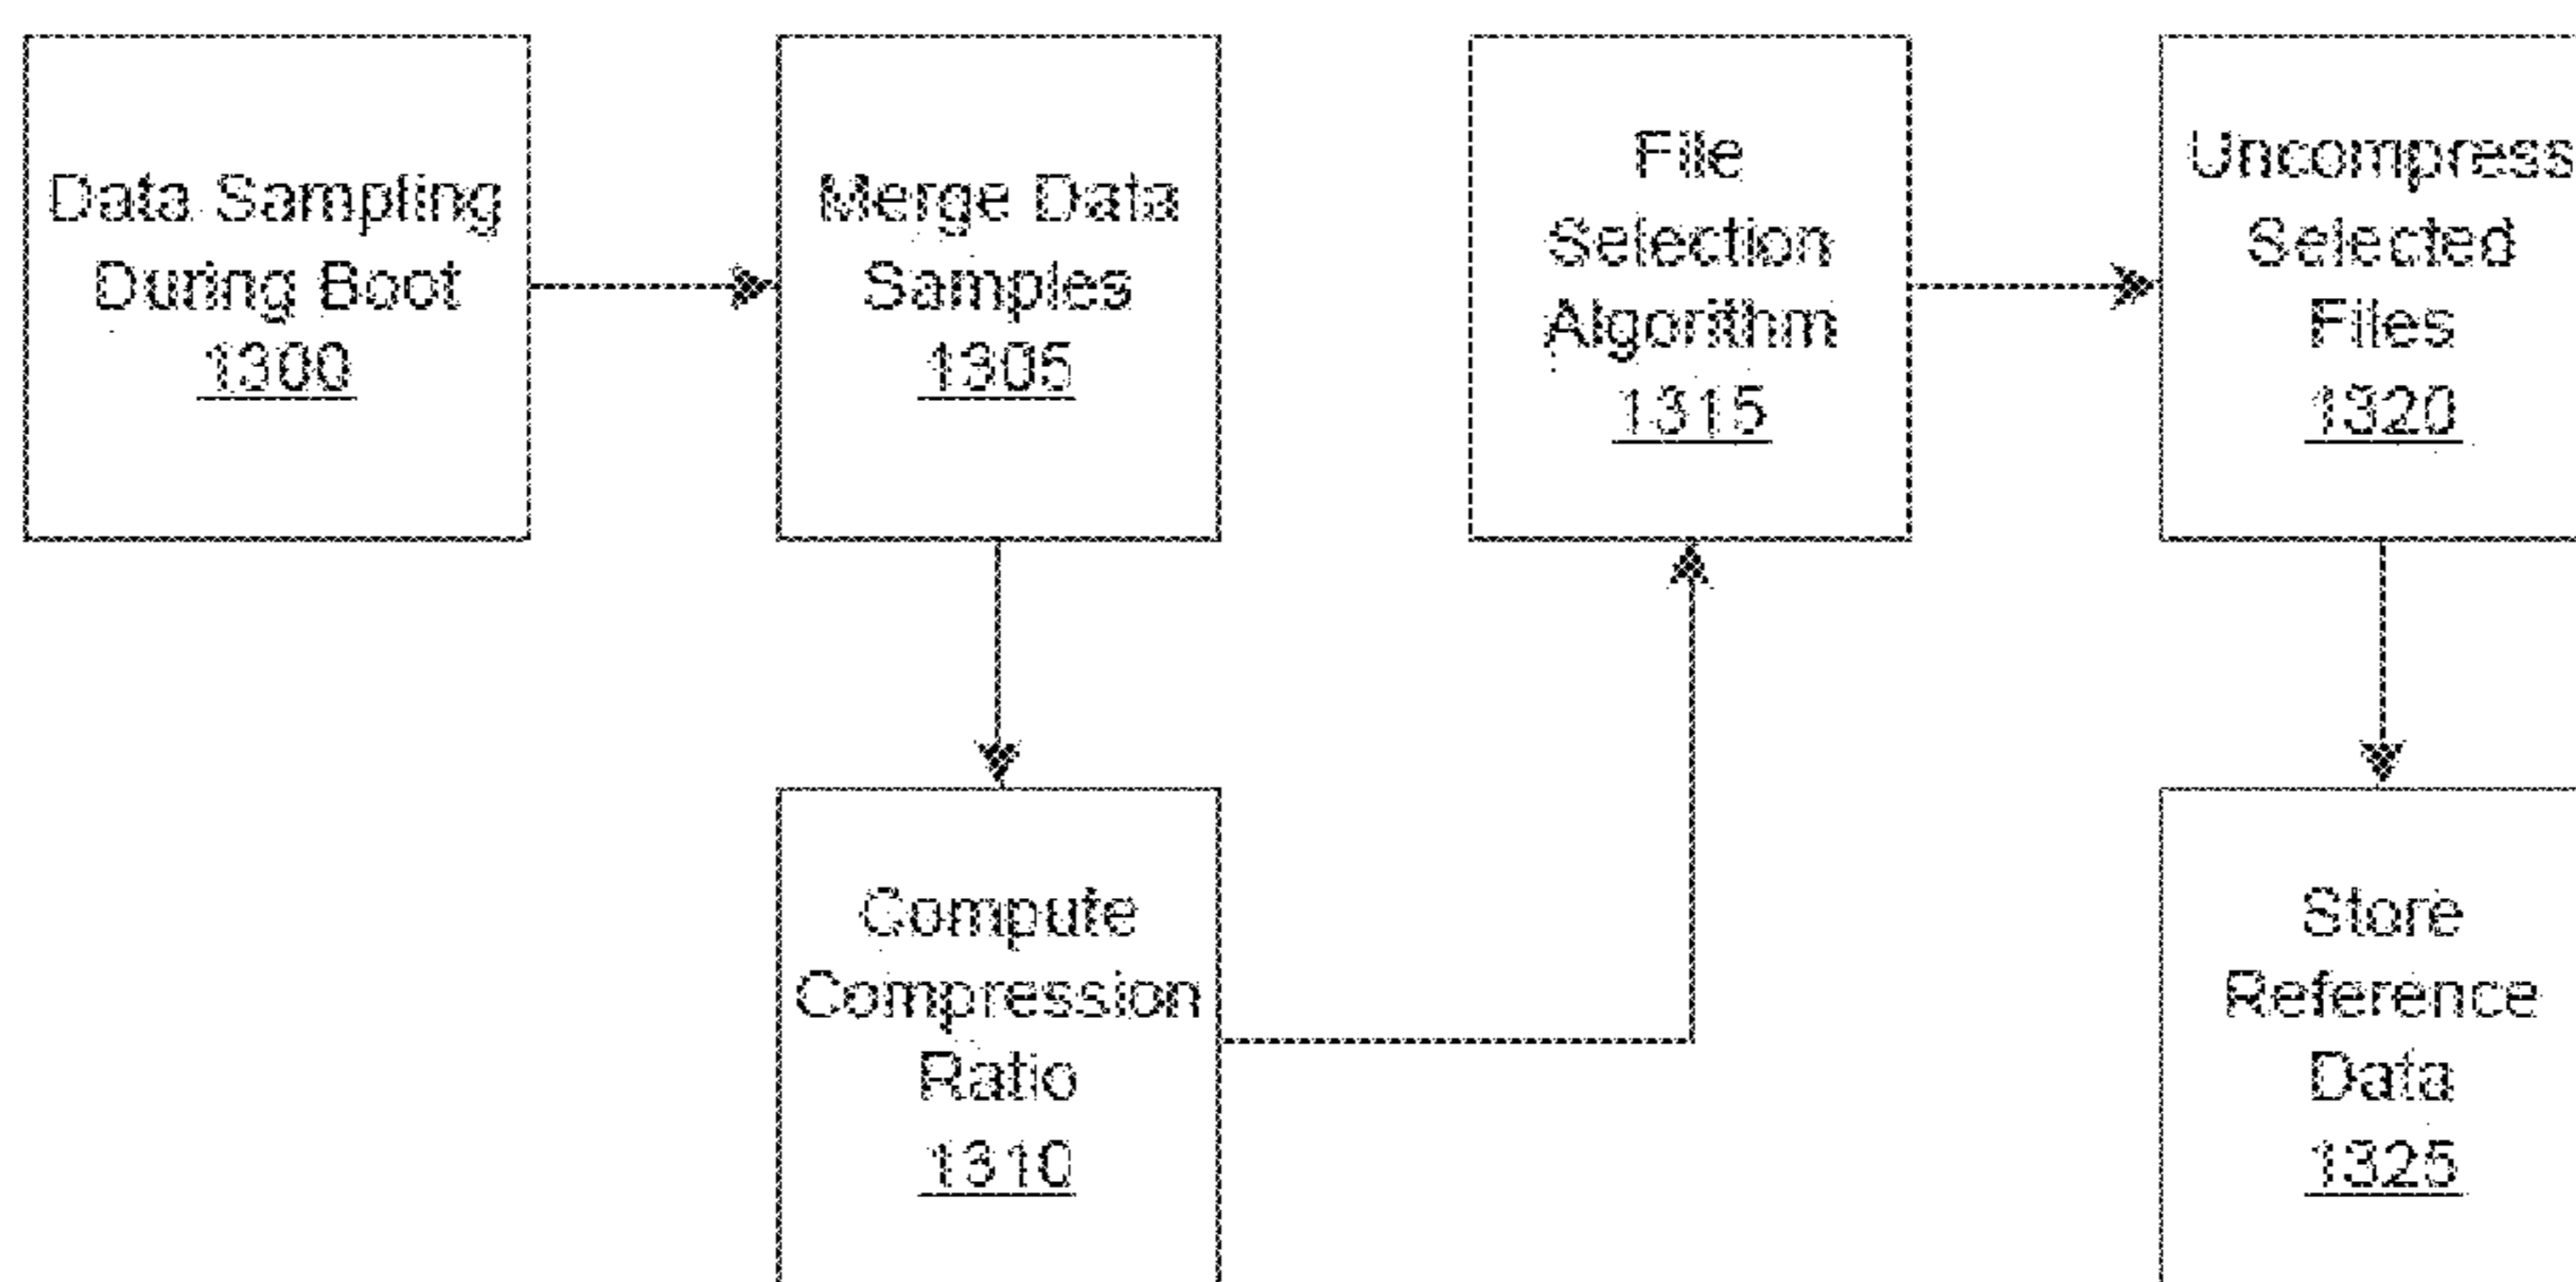 Data Sampling
During Boot
1300
Merge Data
Samples
1305
Compute
Compression
Ratio
1310
File
Selection
Algorithm
1315
Uncompress
Selected
Files
1320
Store
Reference
Data
1325